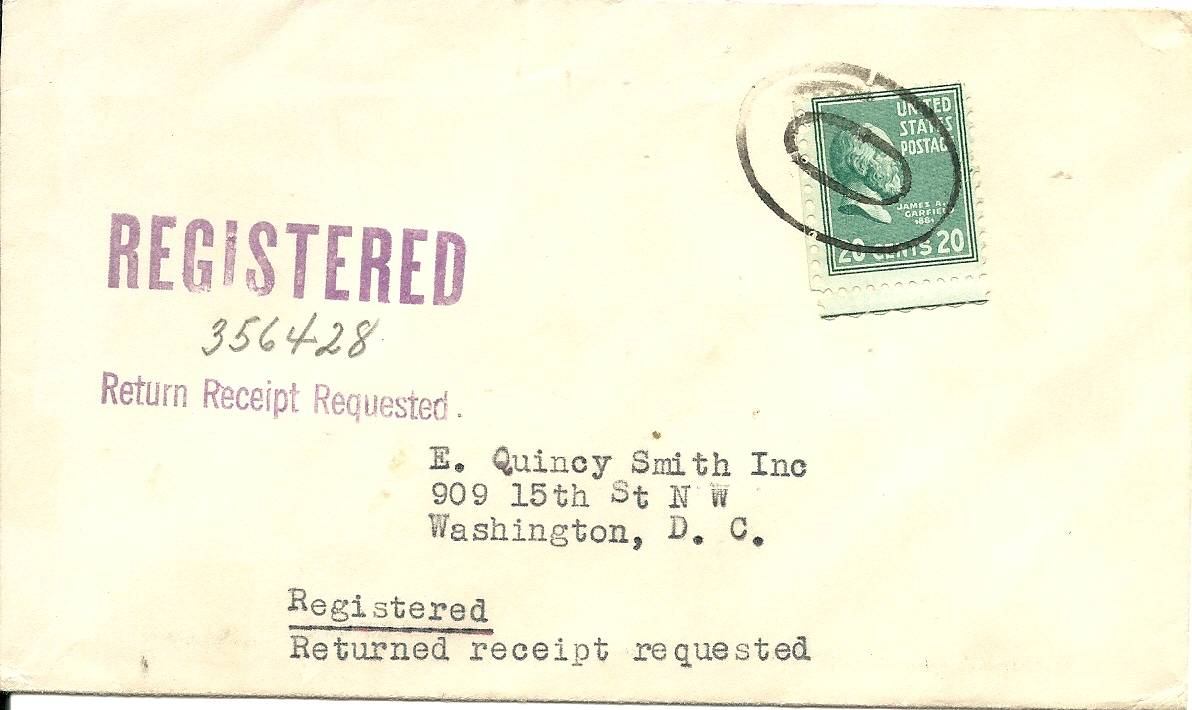 UNITED
STATES
POSTAGE
JAMES A.
GARFIELD
1881
20 CENTS 20
REGISTERED
356428
Return Receipt Requested.
E. Quincy Smith Inc
909 15th St N W
Washington, D. C.
Registered
Returned receipt requested